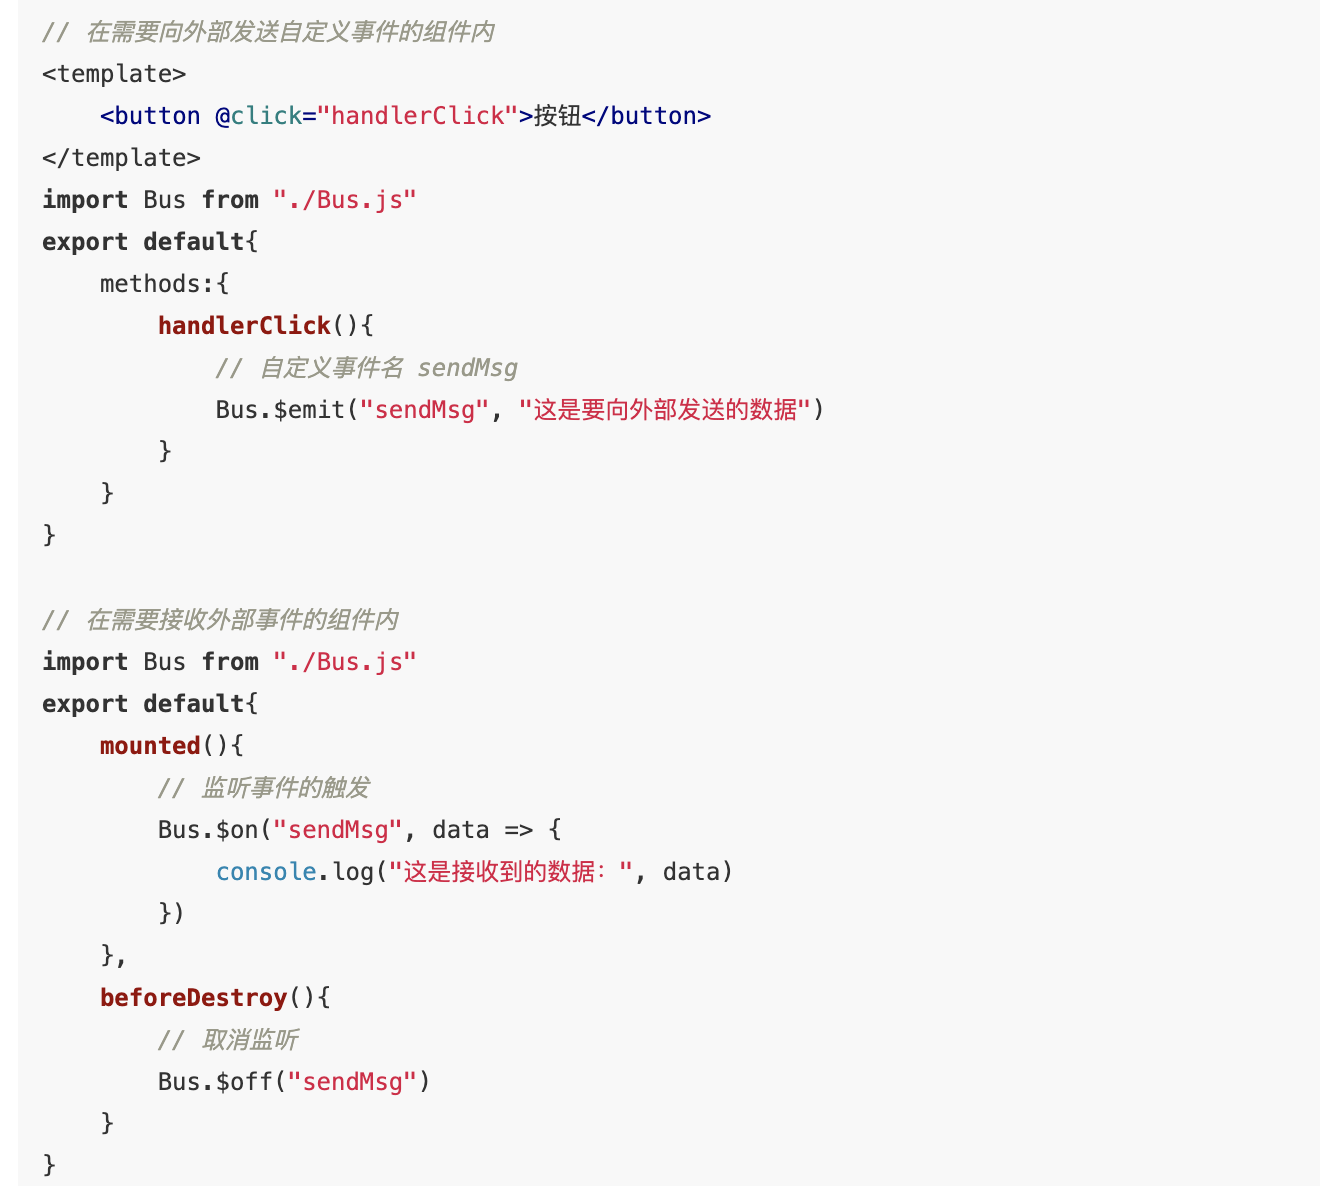 // 在需要向外部发送自定义事件的组件内
<template>
    <button @click="handlerClick">按钮</button>
</template>
import Bus from "./Bus.js"
export default{
    methods:{
        handlerClick(){
            // 自定义事件名 sendMsg
            Bus.$emit("sendMsg", "这是要向外部发送的数据")
        }
    }
}

// 在需要接收外部事件的组件内
import Bus from "./Bus.js"
export default{
    mounted(){
        // 监听事件的触发
        Bus.$on("sendMsg", data => {
            console.log("这是接收到的数据：", data)
        })
    },
    beforeDestroy(){
        // 取消监听
        Bus.$off("sendMsg")
    }
}